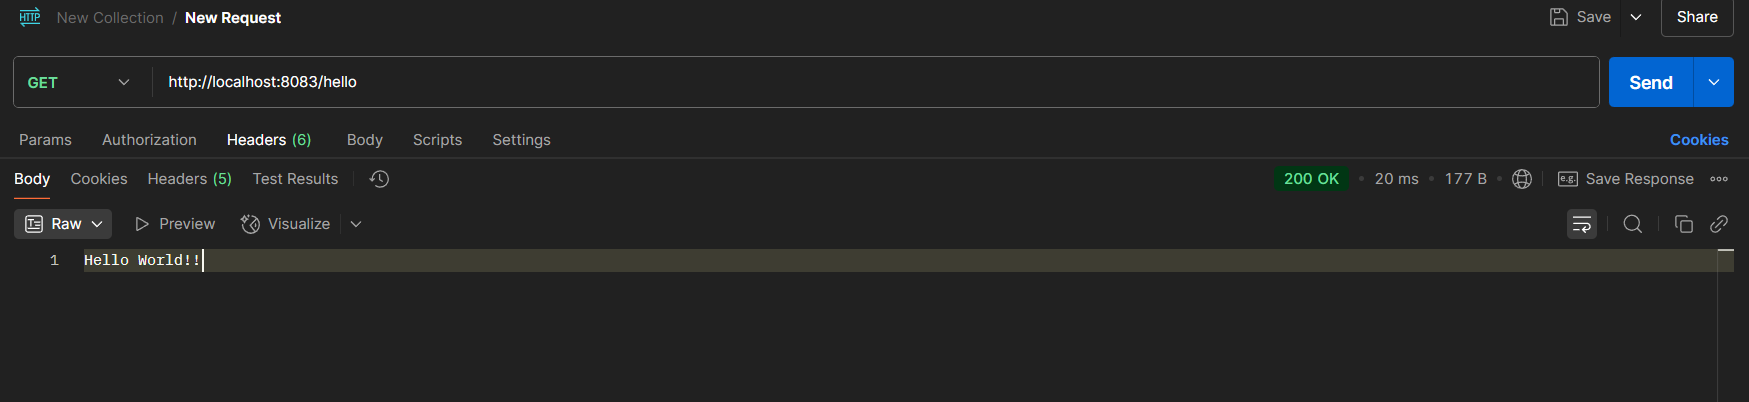 HTTP New Collection / New Request Save Share
GET http://localhost:8083/hello Send
Params Authorization Headers (6) Body Scripts Settings Cookies
Body Cookies Headers (5) Test Results 200 OK • 20 ms • 177 B • e.g. Save Response
Raw Preview Visualize
1 Hello World!!